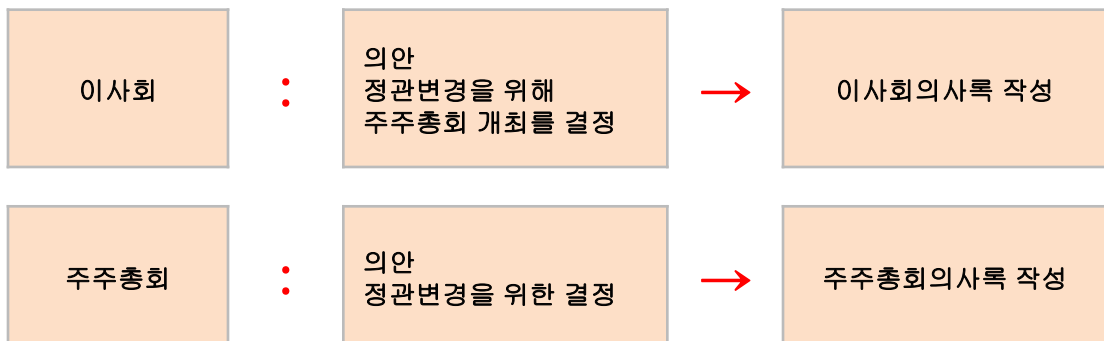 이사회
:
의안
정관변경을 위해
주주총회 개최를 결정
→
이사회의사록 작성
주주총회
:
의안
정관변경을 위한 결정
→
주주총회의사록 작성